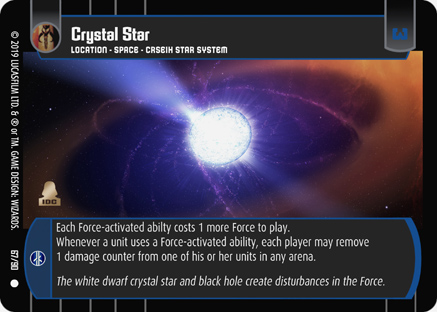 Crystal Star
LOCATION - SPACE - CRSEIH STAR SYSTEM
Each Force-activated abilty costs 1 more Force to play.
Whenever a unit uses a Force-activated ability, each player may remove
1 damage counter from one of his or her units in any arena.
The white dwarf crystal star and black hole create disturbances in the Force.
IDC
© 2019 LUCASFILM LTD. & ® or TM. GAME DESIGN: WIZARDS.
67/90